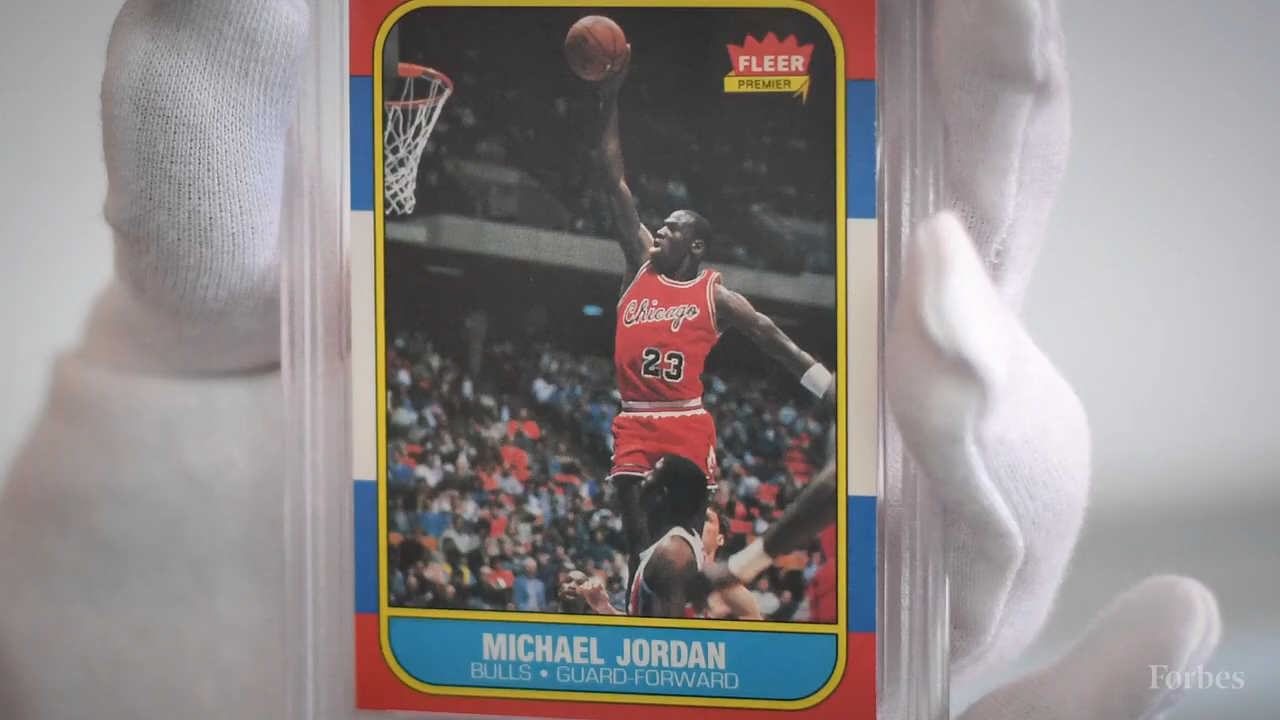 FLEER
PREMIER
Chicago
23
MICHAEL JORDAN
BULLS • GUARD-FORWARD
Forbes